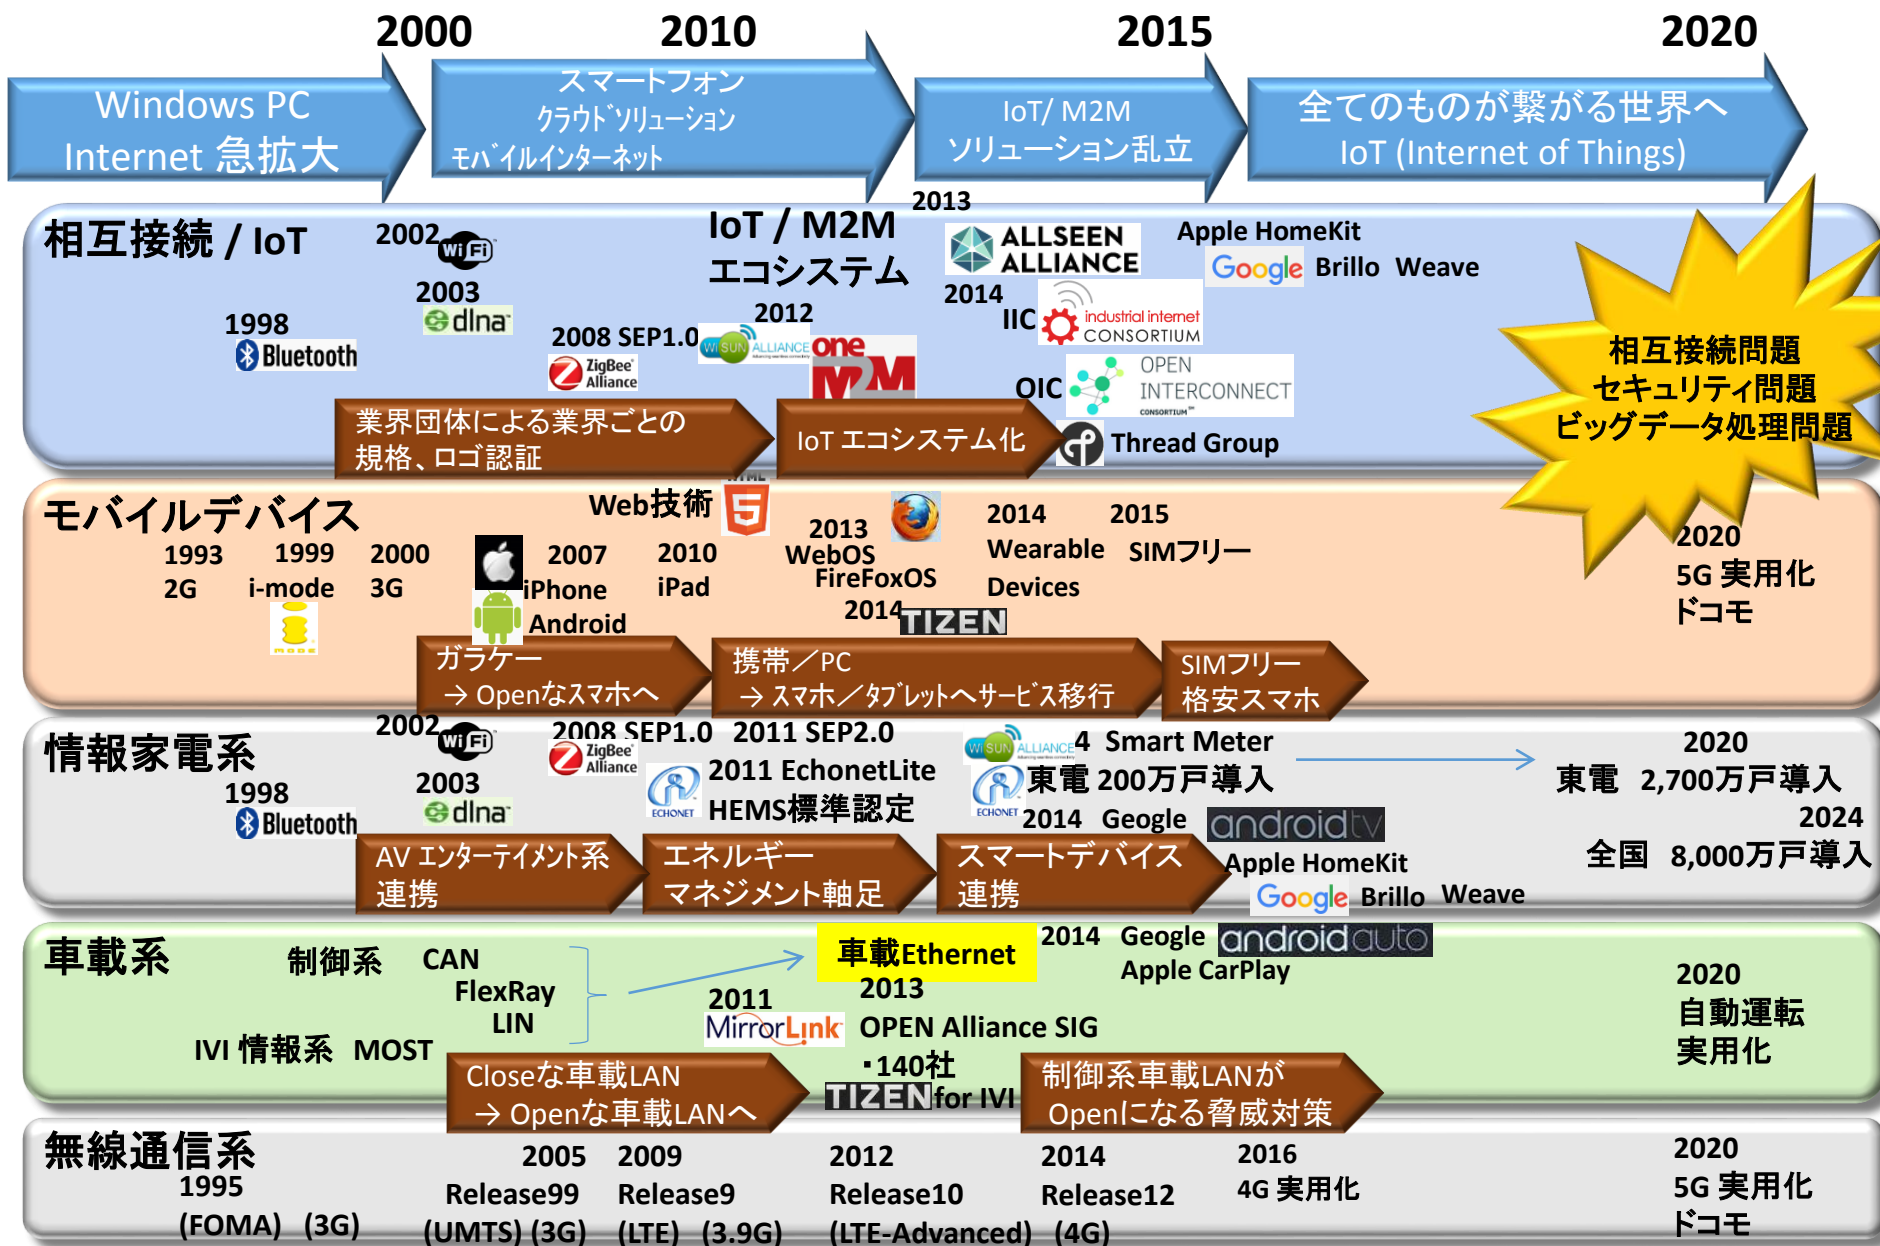 2000
2010
2015
2020
Windows PC
Internet 急拡大
スマートフォン
クラウドソリューション
モバイルインターネット
IoT/ M2M
ソリューション乱立
全てのものが繋がる世界へ
IoT (Internet of Things)
相互接続 / IoT
2002
WiFi
2003
dlna
1998
Bluetooth
2008 SEP1.0
ZigBee
Alliance
IoT / M2M
エコシステム
2012
Wi SUN ALLIANCE
one
M2M
2013
ALLSEEN
ALLIANCE
2014
IIC
industrial internet
CONSORTIUM
OIC
OPEN
INTERCONNECT
CONSORTIUM
Thread Group
Apple HomeKit
Google Brillo Weave
相互接続問題
セキュリティ問題
ビッグデータ処理問題
業界団体による業界ごとの
規格、ロゴ認証
IoT エコシステム化
モバイルデバイス
1993
2G
1999
i-mode
2000
3G
2007
iPhone
Android
2010
iPad
Web技術
HTML
5
2013
WebOS
FireFoxOS
2014
TIZEN
2014
Wearable
Devices
2015
SIMフリー
2020
5G 実用化
ドコモ
ガラケー
→ Openなスマホへ
携帯／PC
→ スマホ／タブレットへサービス移行
SIMフリー
格安スマホ
情報家電系
2002
WiFi
2003
dlna
1998
Bluetooth
2008 SEP1.0
ZigBee
Alliance
2011 SEP2.0
ECHONET
2011 EchonetLite
HEMS標準認定
Wi SUN ALLIANCE
4 Smart Meter
ECHONET
東電 200万戸導入
2014 Geogle androidtv
Apple HomeKit
Google Brillo Weave
2020
東電 2,700万戸導入
2024
全国 8,000万戸導入
AV エンターテイメント系
連携
エネルギー
マネジメント軸足
スマートデバイス
連携
車載系
制御系 CAN
FlexRay
LIN
IVI 情報系 MOST
車載Ethernet
2011
MirrorLink
2013
OPEN Alliance SIG
・140社
TIZEN for IVI
2014 Geogle androidauto
Apple CarPlay
2020
自動運転
実用化
Closeな車載LAN
→ Openな車載LANへ
制御系車載LANが
Openになる脅威対策
無線通信系
1995
(FOMA) (3G)
2005
Release99
(UMTS) (3G)
2009
Release9
(LTE) (3.9G)
2012
Release10
(LTE-Advanced)
2014
Release12
(4G)
2016
4G 実用化
2020
5G 実用化
ドコモ